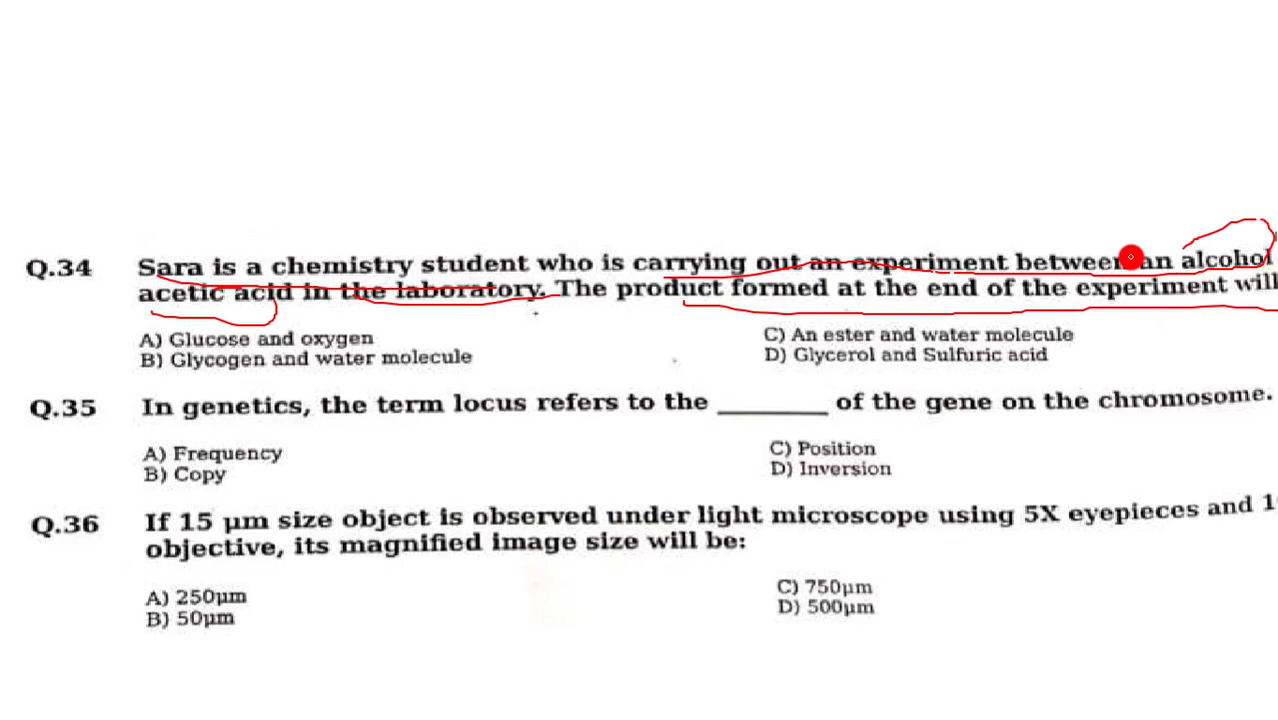 Q.34 Sara is a chemistry student who is carrying out an experiment between an alcohol
acetic acid in the laboratory. The product formed at the end of the experiment will
A) Glucose and oxygen C) An ester and water molecule
B) Glycogen and water molecule D) Glycerol and Sulfuric acid
Q.35 In genetics, the term locus refers to the ________ of the gene on the chromosome.
A) Frequency C) Position
B) Copy D) Inversion
Q.36 If 15 µm size object is observed under light microscope using 5X eyepieces and 1
objective, its magnified image size will be:
A) 250µm C) 750µm
B) 50µm D) 500µm